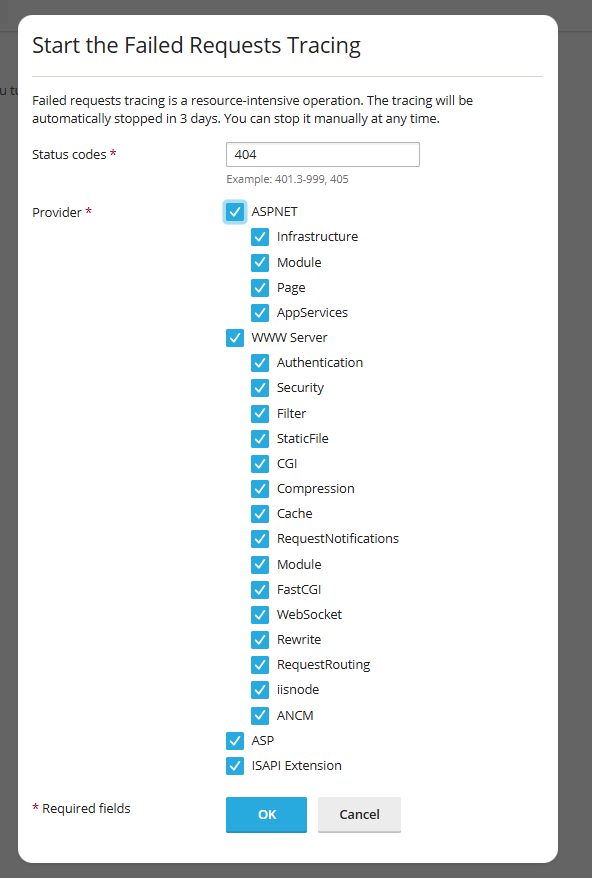 Start the Failed Requests Tracing
Failed requests tracing is a resource-intensive operation. The tracing will be
automatically stopped in 3 days. You can stop it manually at any time.
Status codes *
404
Example: 401.3-999, 405
Provider *
ASPNET
Infrastructure
Module
Page
AppServices
WWW Server
Authentication
Security
Filter
StaticFile
CGI
Compression
Cache
RequestNotifications
Module
FastCGI
WebSocket
Rewrite
RequestRouting
iisnode
ANCM
ASP
ISAPI Extension
* Required fields
OK
Cancel